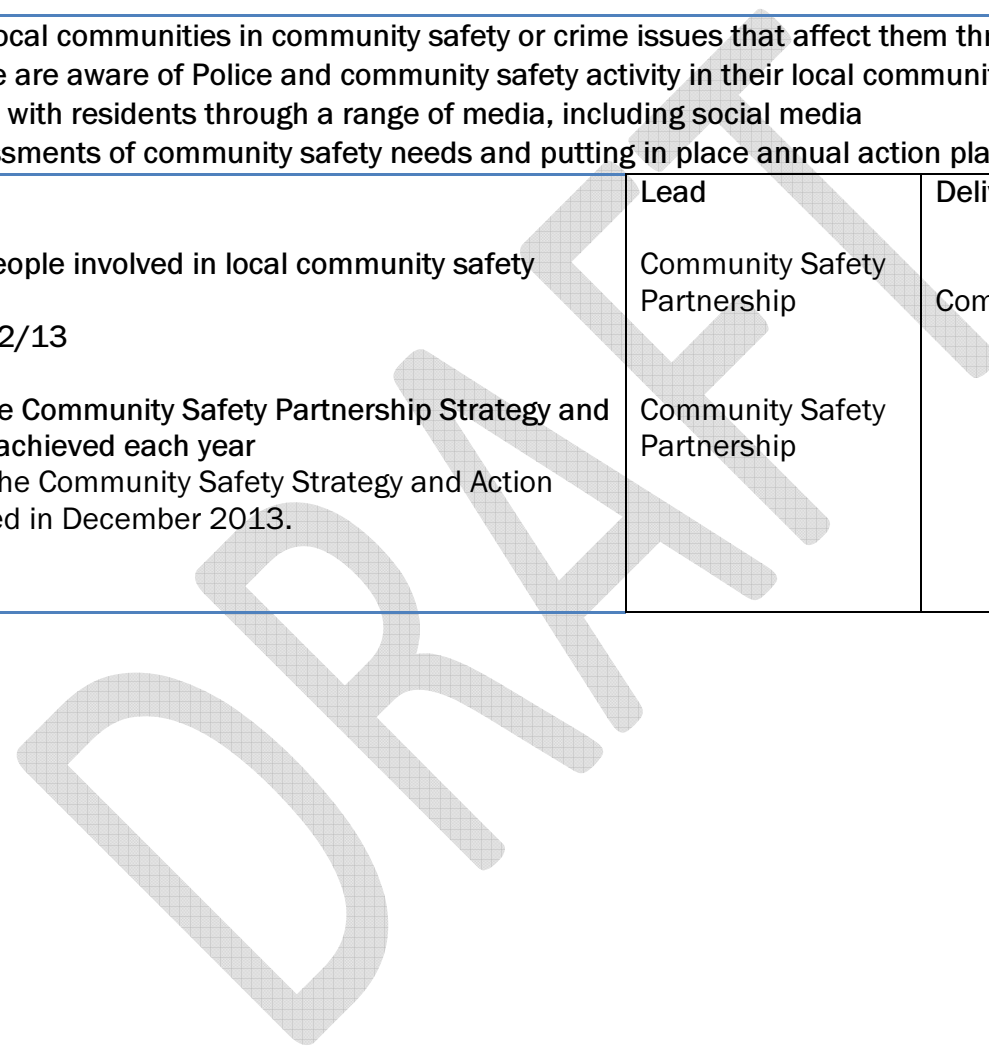 ocal communities in community safety or crime issues that affect them thr
e are aware of Police and community safety activity in their local communit
with residents through a range of media, including social media
ssments of community safety needs and putting in place annual action pla
Lead
Deli
eople involved in local community safety
Community Safety
Partnership
Com
2/13
e Community Safety Partnership Strategy and
achieved each year
Community Safety
Partnership
he Community Safety Strategy and Action
ed in December 2013.
DRAFT